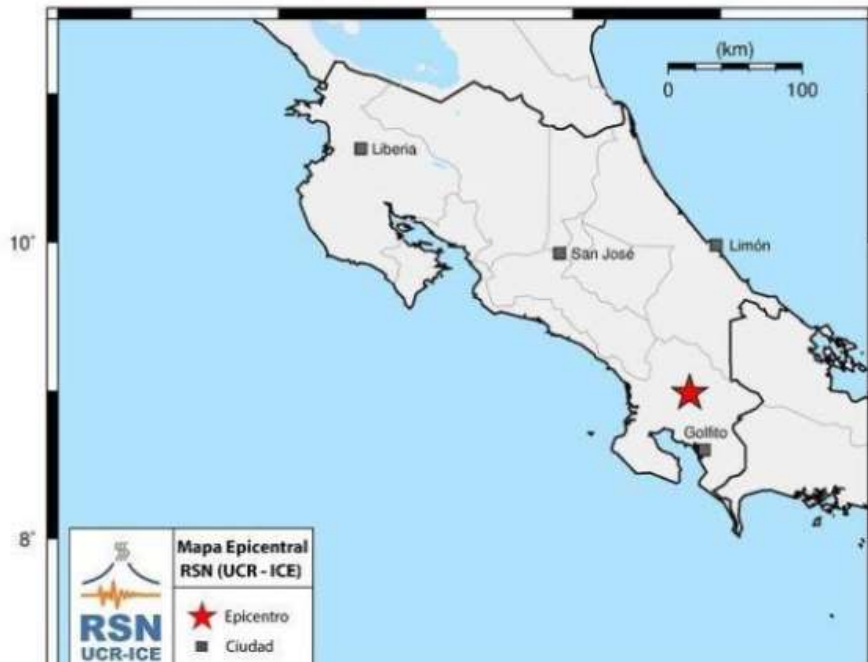 (km)
0 100
Liberia
10°
San José
Limón
Golfito
8°
Mapa Epicentral
RSN (UCR - ICE)
Epicentro
Ciudad
RSN
UCR-ICE